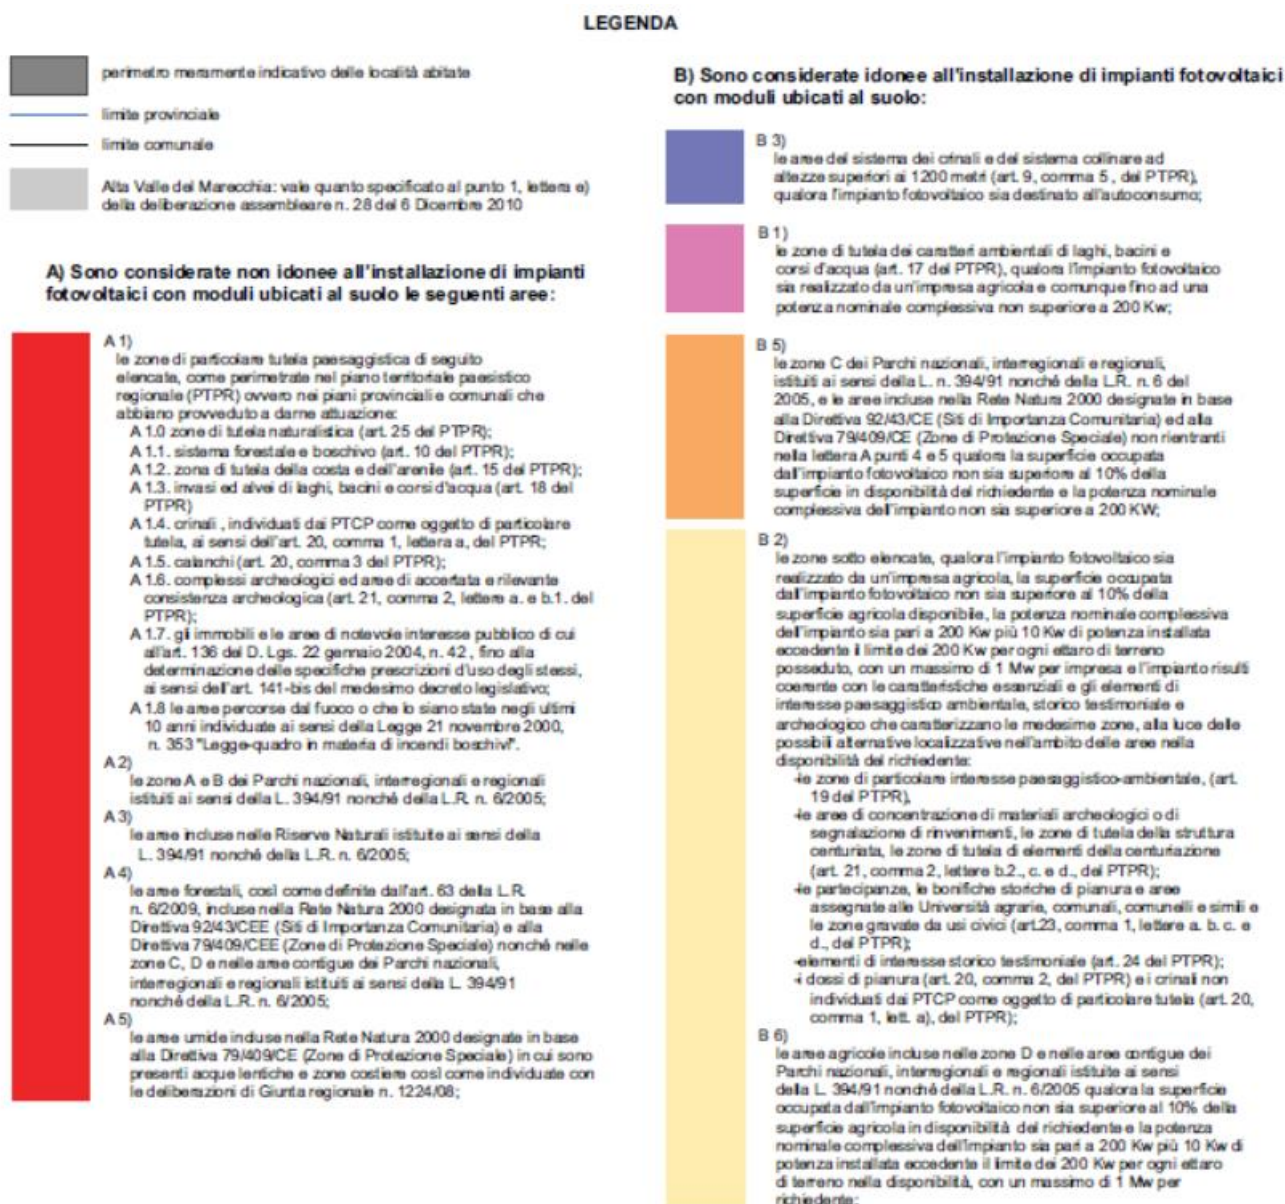 LEGENDA
perimetro meramente indicativo delle località abitate
limite provinciale
limite comunale
Alta Valle del Marecchia: vale quanto specificato al punto 1, lettera e)
della deliberazione assembleare n. 28 del 6 Dicembre 2010
A) Sono considerate non idonee all'installazione di impianti
fotovoltaici con moduli ubicati al suolo le seguenti aree:
A 1)
le zone di particolare tutela paesaggistica di seguito
elencate, come perimetrate nel piano territoriale paesistico
regionale (PTPR) ovvero nei piani provinciali e comunali che
abbiano provveduto a darne attuazione:
A 1.0 zone di tutela naturalistica (art. 25 del PTPR);
A 1.1. sistema forestale e boschivo (art. 10 del PTPR);
A 1.2. zona di tutela della costa e dell'arenile (art. 15 del PTPR);
A 1.3. invasi ed alvei di laghi, bacini e corsi d'acqua (art. 18 del
PTPR)
A 1.4. crinali , individuati dai PTCP come oggetto di particolare
tutela, ai sensi dell'art. 20, comma 1, lettera a, del PTPR;
A 1.5. calanchi (art. 20, comma 3 del PTPR);
A 1.6. complessi archeologici ed aree di accertata e rilevante
consistenza archeologica (art. 21, comma 2, lettere a. e b.1. del
PTPR);
A 1.7. gli immobili e le aree di notevole interesse pubblico di cui
all'art. 136 del D. Lgs. 22 gennaio 2004, n. 42 , fino alla
determinazione delle specifiche prescrizioni d'uso degli stessi,
ai sensi dell'art. 141-bis del medesimo decreto legislativo;
A 1.8 le aree percorse dal fuoco o che lo siano state negli ultimi
10 anni individuate ai sensi della Legge 21 novembre 2000,
n. 353 "Legge-quadro in materia di incendi boschivi".
A 2)
le zone A e B dei Parchi nazionali, interregionali e regionali
istituiti ai sensi della L. 394/91 nonché della L.R. n. 6/2005;
A 3)
le aree incluse nelle Riserve Naturali istituite ai sensi della
L. 394/91 nonché della L.R. n. 6/2005;
A 4)
le aree forestali, così come definite dall'art. 63 della L.R.
n. 6/2009, incluse nella Rete Natura 2000 designata in base alla
Direttiva 92/43/CEE (Siti di Importanza Comunitaria) e alla
Direttiva 79/409/CEE (Zone di Protezione Speciale) nonché nelle
zone C, D e nelle aree contigue dei Parchi nazionali,
interregionali e regionali istituiti ai sensi della L. 394/91
nonché della L.R. n. 6/2005;
A 5)
le aree umide incluse nella Rete Natura 2000 designate in base
alla Direttiva 79/409/CE (Zone di Protezione Speciale) in cui sono
presenti acque lentiche e zone costiere così come individuate con
le deliberazioni di Giunta regionale n. 1224/08;
B) Sono considerate idonee all'installazione di impianti fotovoltaici
con moduli ubicati al suolo:
B 3)
le aree del sistema dei crinali e del sistema collinare ad
altezze superiori ai 1200 metri (art. 9, comma 5 , del PTPR),
qualora l'impianto fotovoltaico sia destinato all'autoconsumo;
B 1)
le zone di tutela dei caratteri ambientali di laghi, bacini e
corsi d'acqua (art. 17 del PTPR), qualora l'impianto fotovoltaico
sia realizzato da un'impresa agricola e comunque fino ad una
potenza nominale complessiva non superiore a 200 Kw;
B 5)
le zone C dei Parchi nazionali, interregionali e regionali,
istituiti ai sensi della L. n. 394/91 nonché della L.R. n. 6 del
2005, e le aree incluse nella Rete Natura 2000 designate in base
alla Direttiva 92/43/CE (Siti di Importanza Comunitaria) ed alla
Direttiva 79/409/CE (Zone di Protezione Speciale) non rientranti
nella lettera A punti 4 e 5 qualora la superficie occupata
dall'impianto fotovoltaico non sia superiore al 10% della
superficie in disponibilità del richiedente e la potenza nominale
complessiva dell'impianto non sia superiore a 200 KW;
B 2)
le zone sotto elencate, qualora l'impianto fotovoltaico sia
realizzato da un'impresa agricola, la superficie occupata
dall'impianto fotovoltaico non sia superiore al 10% della
superficie agricola disponibile, la potenza nominale complessiva
dell'impianto sia pari a 200 Kw più 10 Kw di potenza installata
eccedente il limite dei 200 Kw per ogni ettaro di terreno
posseduto, con un massimo di 1 Mw per impresa e l'impianto risulti
coerente con le caratteristiche essenziali e gli elementi di
interesse paesaggistico ambientale, storico testimoniale e
archeologico che caratterizzano le medesime zone, alla luce delle
possibili alternative localizzative nell'ambito delle aree nella
disponibilità del richiedente:
-le zone di particolare interesse paesaggistico-ambientale, (art.
19 del PTPR),
-le aree di concentrazione di materiali archeologici o di
segnalazione di rinvenimenti, le zone di tutela della struttura
centuriata, le zone di tutela di elementi della centuriazione
(art. 21, comma 2, lettere b.2., c. e d., del PTPR);
-le partecipanze, le bonifiche storiche di pianura e aree
assegnate alle Università agrarie, comunali, comunelli e simili e
le zone gravate da usi civici (art.23, comma 1, lettere a. b. c. e
d., del PTPR);
-elementi di interesse storico testimoniale (art. 24 del PTPR);
-i dossi di pianura (art. 20, comma 2, del PTPR) e i crinali non
individuati dai PTCP come oggetto di particolare tutela (art. 20,
comma 1, lett. a), del PTPR);
B 6)
le aree agricole incluse nelle zone D e nelle aree contigue dei
Parchi nazionali, interregionali e regionali istituite ai sensi
della L. 394/91 nonché della L.R. n. 6/2005 qualora la superficie
occupata dall'impianto fotovoltaico non sia superiore al 10% della
superficie agricola in disponibilità del richiedente e la potenza
nominale complessiva dell'impianto sia pari a 200 Kw più 10 Kw di
potenza installata eccedente il limite dei 200 Kw per ogni ettaro
di terreno nella disponibilità, con un massimo di 1 Mw per
richiedente;